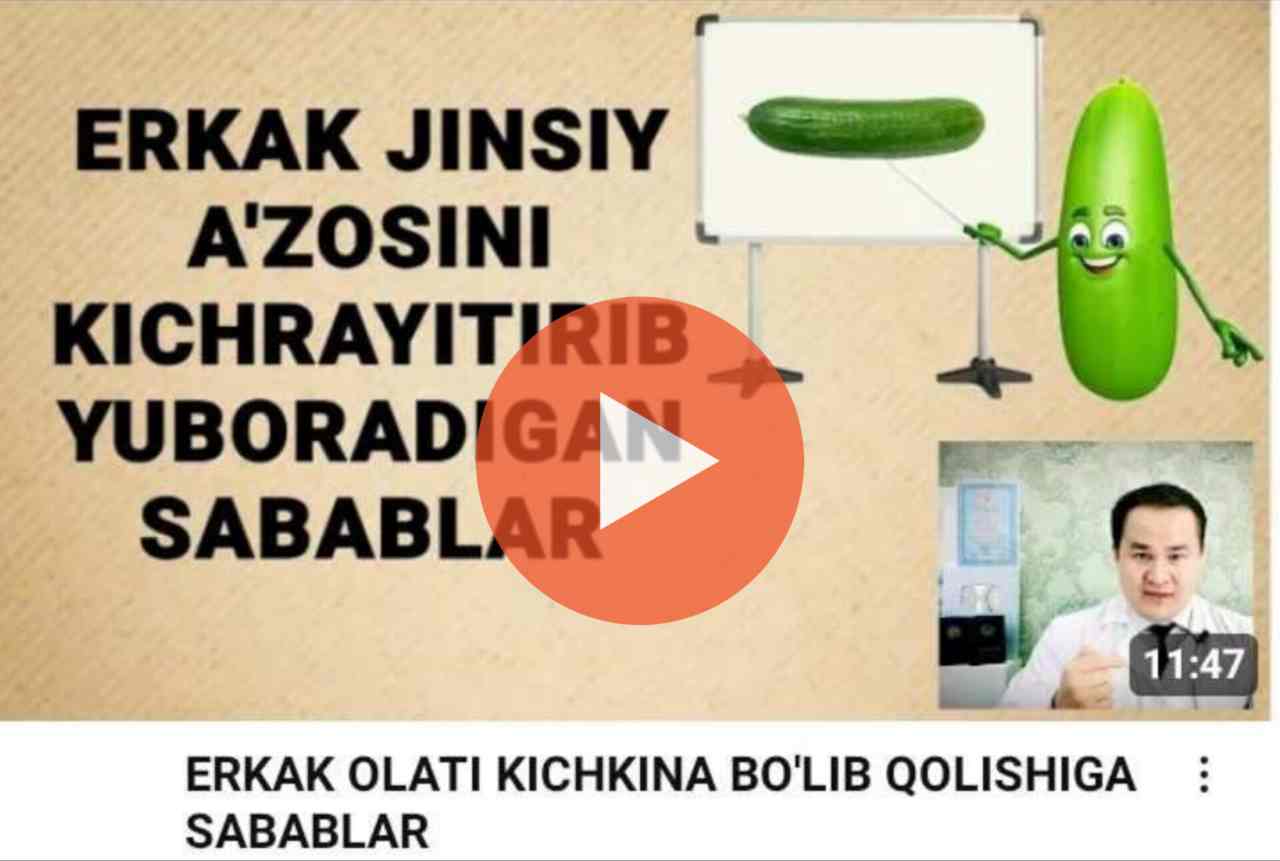 ERKAK JINSIY
A'ZOSINI
KICHRAYITIRIB
YUBORADIGAN
SABABLAR
11:47
ERKAK OLATI KICHKINA BO'LIB QOLISHIGA
SABABLAR